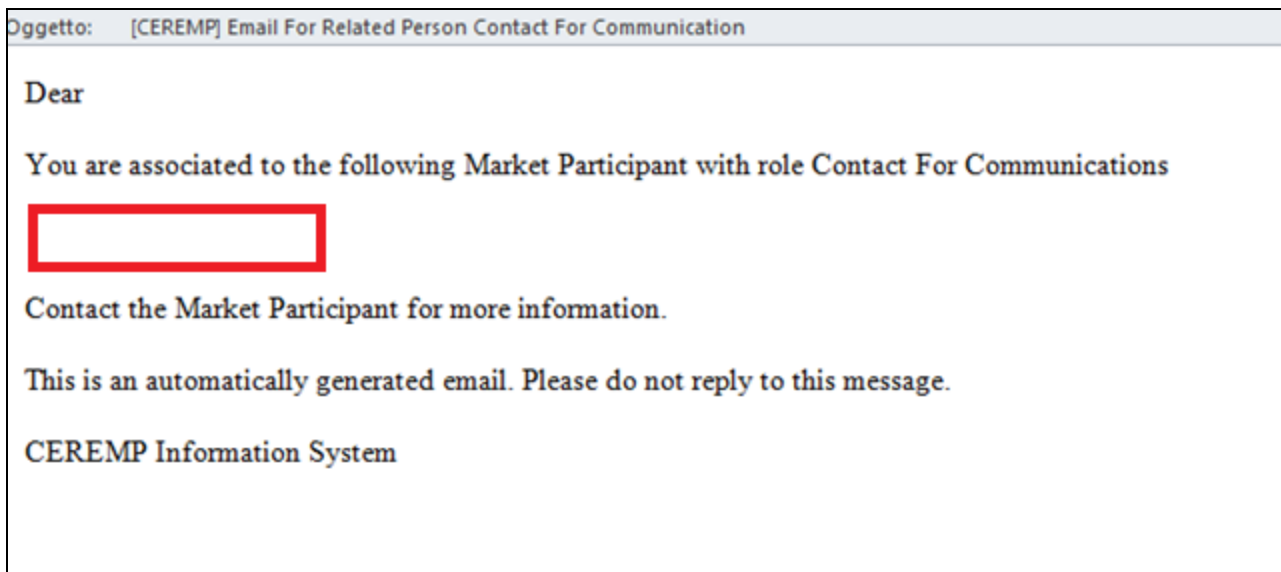 Oggetto: [CEREMP] Email For Related Person Contact For Communication
Dear
You are associated to the following Market Participant with role Contact For Communications
Contact the Market Participant for more information.
This is an automatically generated email. Please do not reply to this message.
CEREMP Information System